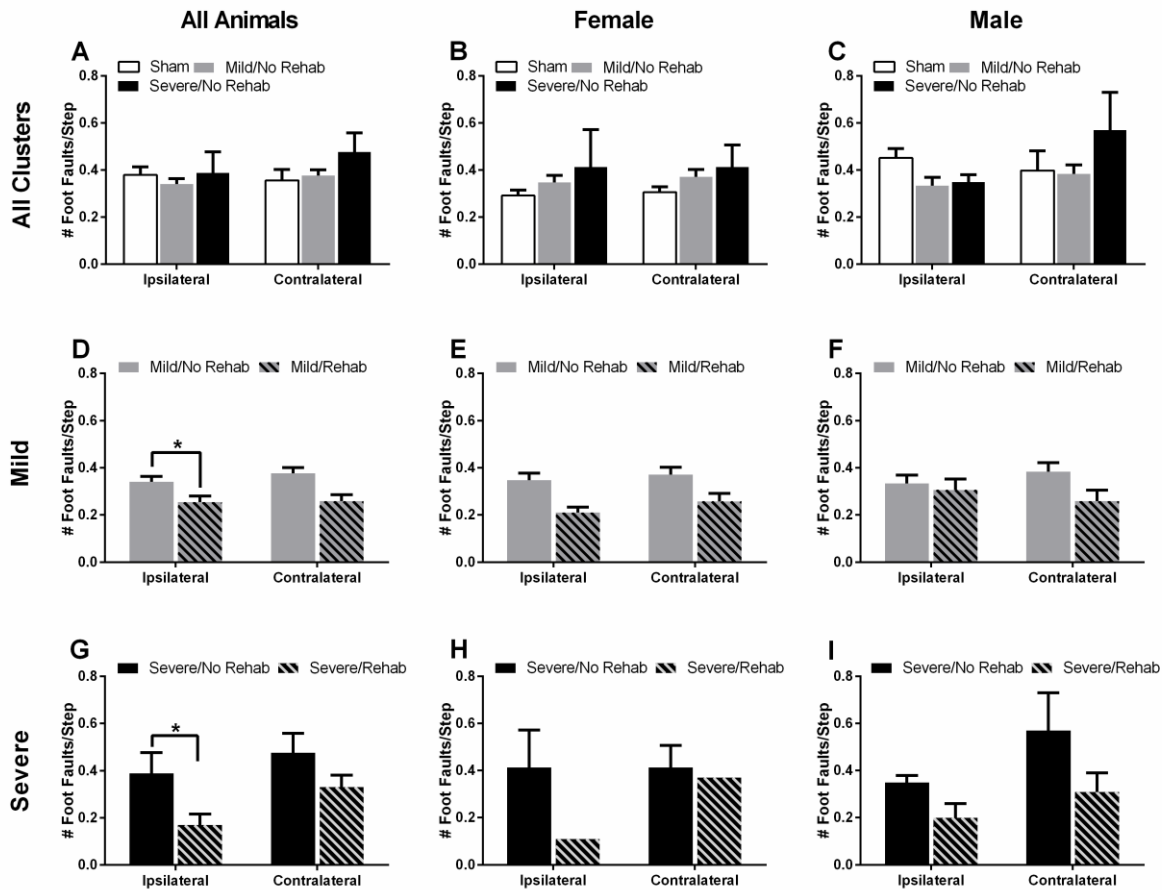 All Animals Female Male
All Clusters
A
Sham Mild/No Rehab
Severe/No Rehab
# Foot Faults/Step
0.8
0.6
0.4
0.2
0.0
Ipsilateral Contralateral
B
Sham Mild/No Rehab
Severe/No Rehab
# Foot Faults/Step
0.8
0.6
0.4
0.2
0.0
Ipsilateral Contralateral
C
Sham Mild/No Rehab
Severe/No Rehab
# Foot Faults/Step
0.8
0.6
0.4
0.2
0.0
Ipsilateral Contralateral
Mild
D
Mild/No Rehab Mild/Rehab
# Foot Faults/Step
0.8
0.6
0.4
0.2
0.0
*
Ipsilateral Contralateral
E
Mild/No Rehab Mild/Rehab
# Foot Faults/Step
0.8
0.6
0.4
0.2
0.0
Ipsilateral Contralateral
F
Mild/No Rehab Mild/Rehab
# Foot Faults/Step
0.8
0.6
0.4
0.2
0.0
Ipsilateral Contralateral
Severe
G
Severe/No Rehab Severe/Rehab
# Foot Faults/Step
0.8
0.6
0.4
0.2
0.0
*
Ipsilateral Contralateral
H
Severe/No Rehab Severe/Rehab
# Foot Faults/Step
0.8
0.6
0.4
0.2
0.0
Ipsilateral Contralateral
I
Severe/No Rehab Severe/Rehab
# Foot Faults/Step
0.8
0.6
0.4
0.2
0.0
Ipsilateral Contralateral